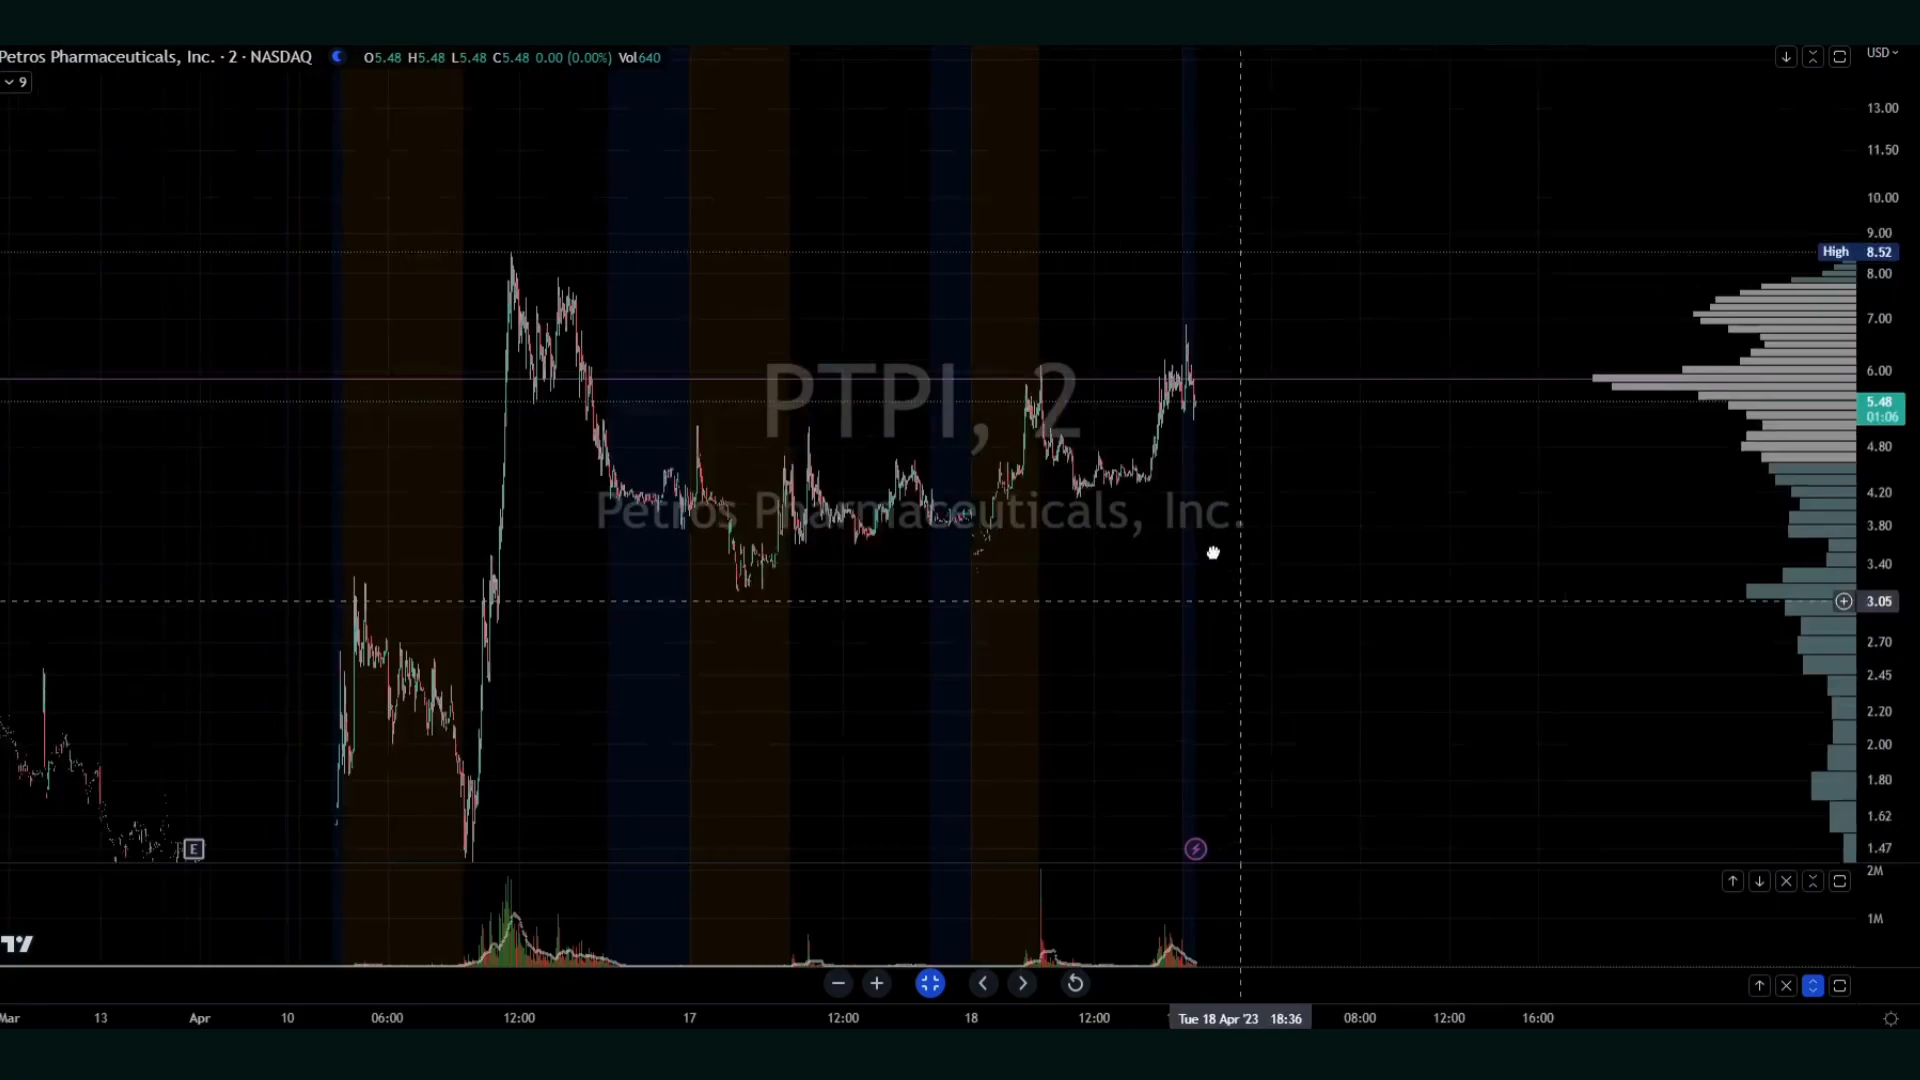 Petros Pharmaceuticals, Inc. · 2 · NASDAQ O5.48 H5.48 L5.48 C5.48 0.00 (0.00%) Vol640
USD
9
13.00
11.50
10.00
9.00
High 8.52
8.00
7.00
6.00
PTPI, 2
5.48
01:06
4.80
4.20
Petros Pharmaceuticals, Inc.
3.80
3.40
3.05
2.70
2.45
2.20
2.00
1.80
1.62
E
1.47
2M
1M
Mar 13 Apr 10 06:00 12:00 17 12:00 18 12:00 Tue 18 Apr '23 18:36 08:00 12:00 16:00